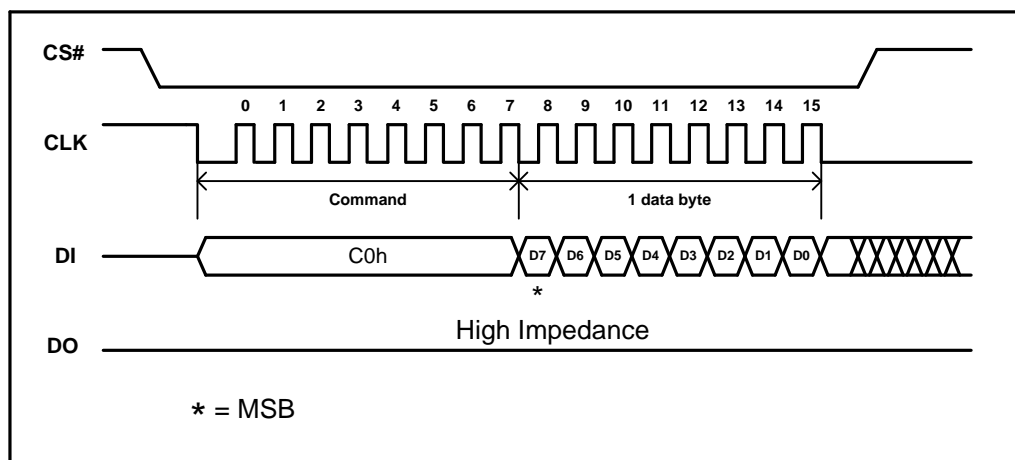 CS#
0 1 2 3 4 5 6 7 8 9 10 11 12 13 14 15
CLK
Command 1 data byte
DI C0h D7 D6 D5 D4 D3 D2 D1 D0
*
High Impedance
DO
* = MSB